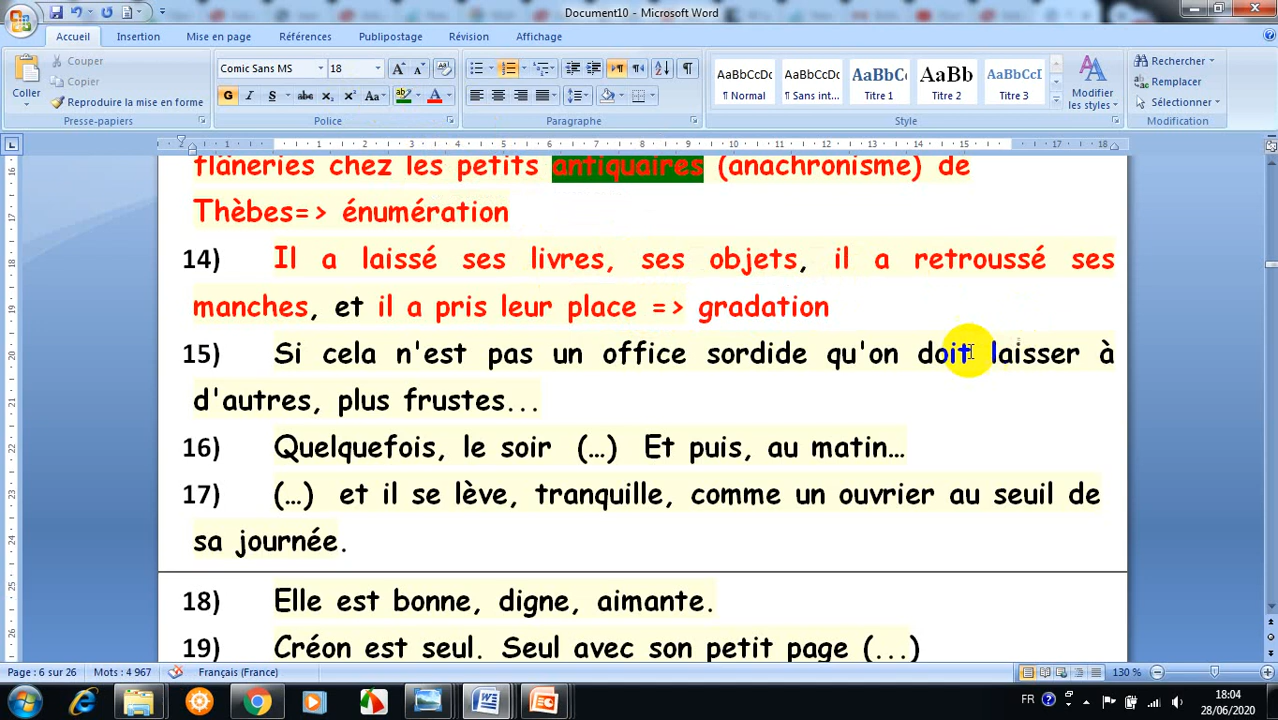 Document10 - Microsoft Word
Accueil Insertion Mise en page Références Publipostage Révision Affichage
Coller
Couper
Copier
Reproduire la mise en forme
Presse-papiers
Comic Sans MS 18
G I S abc X₂ X² Aa A
Police
Paragraphe
AaBbCcDc AaBbCcDc AaBbC AaBb AaBbCcI
¶ Normal ¶ Sans int... Titre 1 Titre 2 Titre 3
Modifier les styles
Style
Rechercher
Remplacer
Sélectionner
Modification
flâneries chez les petits antiquaires (anachronisme) de
Thèbes=> énumération
14) Il a laissé ses livres, ses objets, il a retroussé ses
manches, et il a pris leur place => gradation
15) Si cela n'est pas un office sordide qu'on doit laisser à
d'autres, plus frustes...
16) Quelquefois, le soir (…) Et puis, au matin…
17) (…) et il se lève, tranquille, comme un ouvrier au seuil de
sa journée.
18) Elle est bonne, digne, aimante.
19) Créon est seul. Seul avec son petit page (...)
Page : 6 sur 26 Mots : 4 967 Français (France) 130 %
FR 18:04
28/06/2020